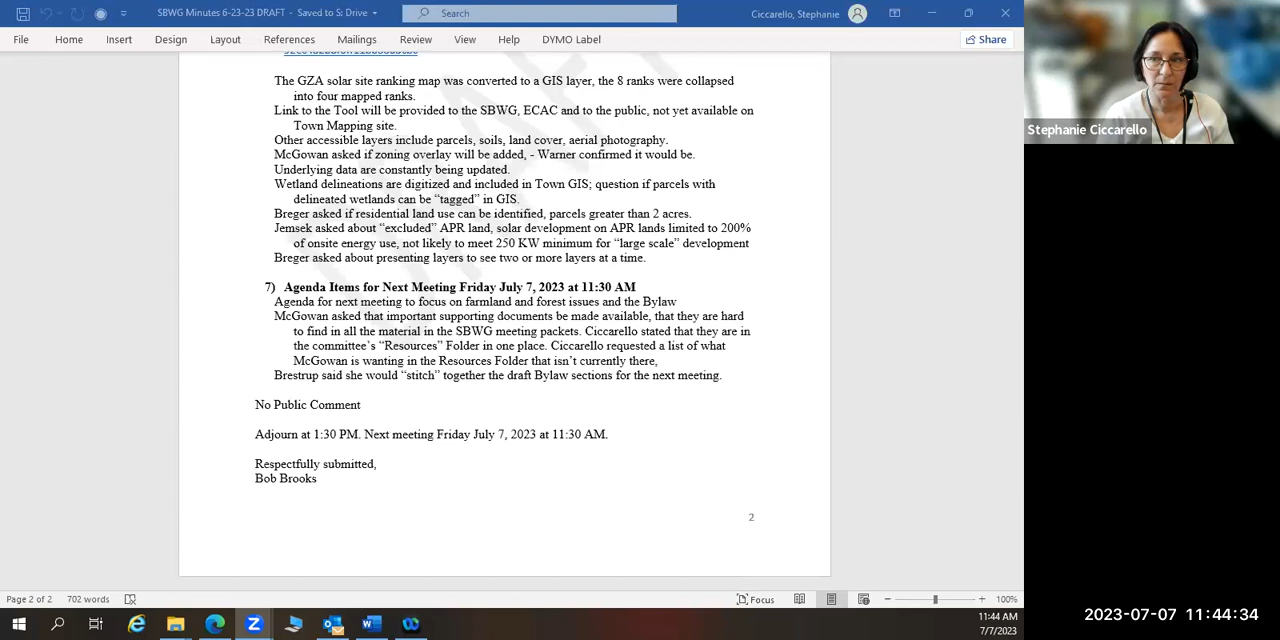 SBWG Minutes 6-23-23 DRAFT - Saved to S: Drive
Search
Ciccarello, Stephanie
File Home Insert Design Layout References Mailings Review View Help DYMO Label
Share
The GZA solar site ranking map was converted to a GIS layer, the 8 ranks were collapsed
into four mapped ranks.
Link to the Tool will be provided to the SBWG, ECAC and to the public, not yet available on
Town Mapping site.
Other accessible layers include parcels, soils, land cover, aerial photography.
McGowan asked if zoning overlay will be added, - Warner confirmed it would be.
Underlying data are constantly being updated.
Wetland delineations are digitized and included in Town GIS; question if parcels with
delineated wetlands can be “tagged” in GIS.
Breger asked if residential land use can be identified, parcels greater than 2 acres.
Jemsek asked about “excluded” APR land, solar development on APR lands limited to 200%
of onsite energy use, not likely to meet 250 KW minimum for “large scale” development
Breger asked about presenting layers to see two or more layers at a time.
7) Agenda Items for Next Meeting Friday July 7, 2023 at 11:30 AM
Agenda for next meeting to focus on farmland and forest issues and the Bylaw
McGowan asked that important supporting documents be made available, that they are hard
to find in all the material in the SBWG meeting packets. Ciccarello stated that they are in
the committee’s “Resources” Folder in one place. Ciccarello requested a list of what
McGowan is wanting in the Resources Folder that isn’t currently there,
Brestrup said she would “stitch” together the draft Bylaw sections for the next meeting.
No Public Comment
Adjourn at 1:30 PM. Next meeting Friday July 7, 2023 at 11:30 AM.
Respectfully submitted,
Bob Brooks
2
DRAFT
Page 2 of 2 702 words
Focus
100%
11:44 AM
7/7/2023
Stephanie Ciccarello
2023-07-07 11:44:34